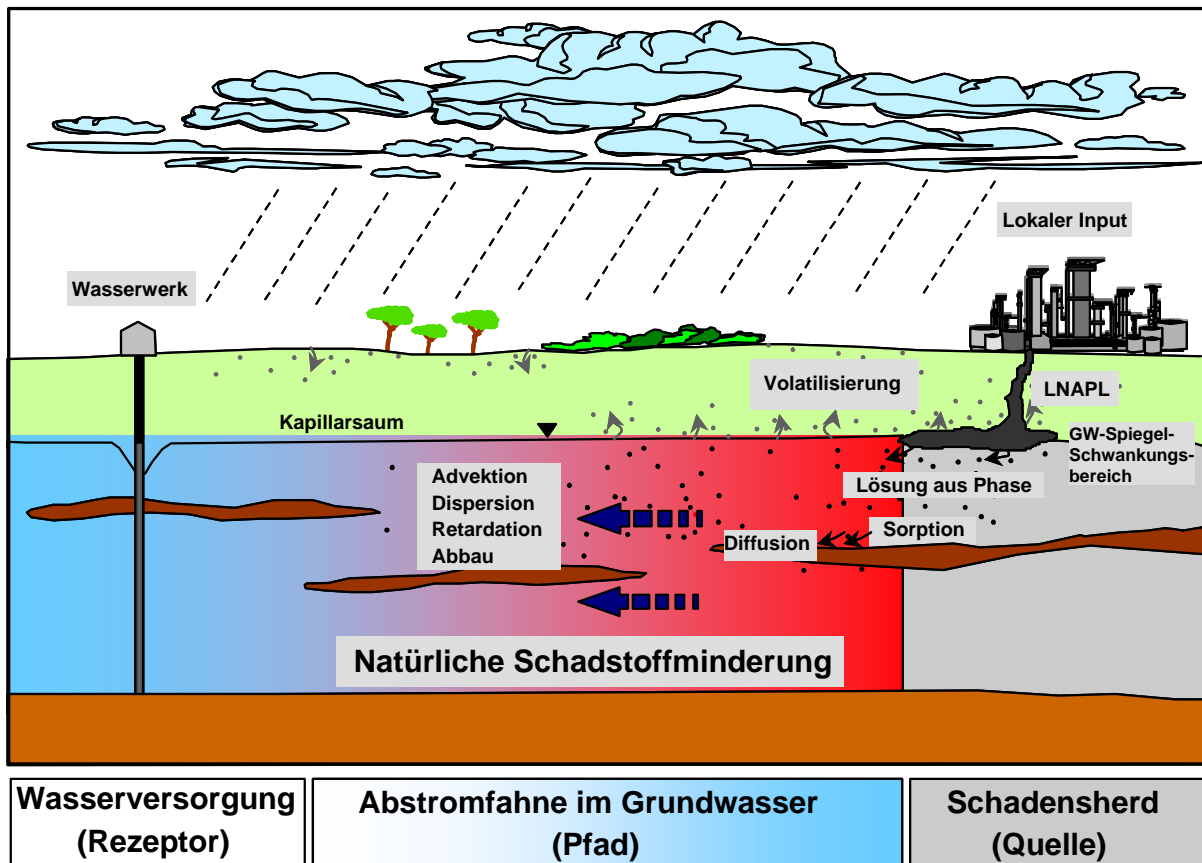 Lokaler Input
Wasserwerk
Volatilisierung
LNAPL
Kapillarsaum
GW-Spiegel-
Schwankungs-
bereich
Advektion
Dispersion
Retardation
Abbau
Lösung aus Phase
Sorption
Diffusion
Natürliche Schadstoffminderung
Wasserversorgung
(Rezeptor)
Abstromfahne im Grundwasser
(Pfad)
Schadensherd
(Quelle)